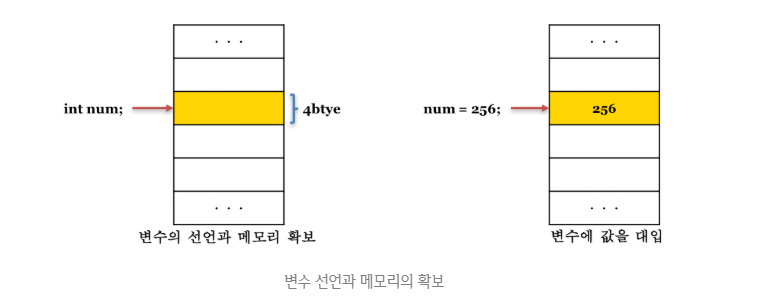 . . .
. . .
int num;
4btye
num = 256;
256
. . .
. . .
변수의 선언과 메모리 확보
변수에 값을 대입
변수 선언과 메모리의 확보